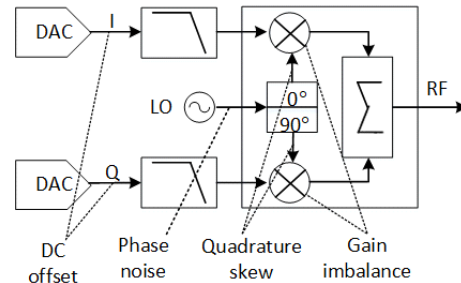 DAC
I
LO
0°
90°
RF
DAC
Q
DC
offset
Phase
noise
Quadrature
skew
Gain
imbalance